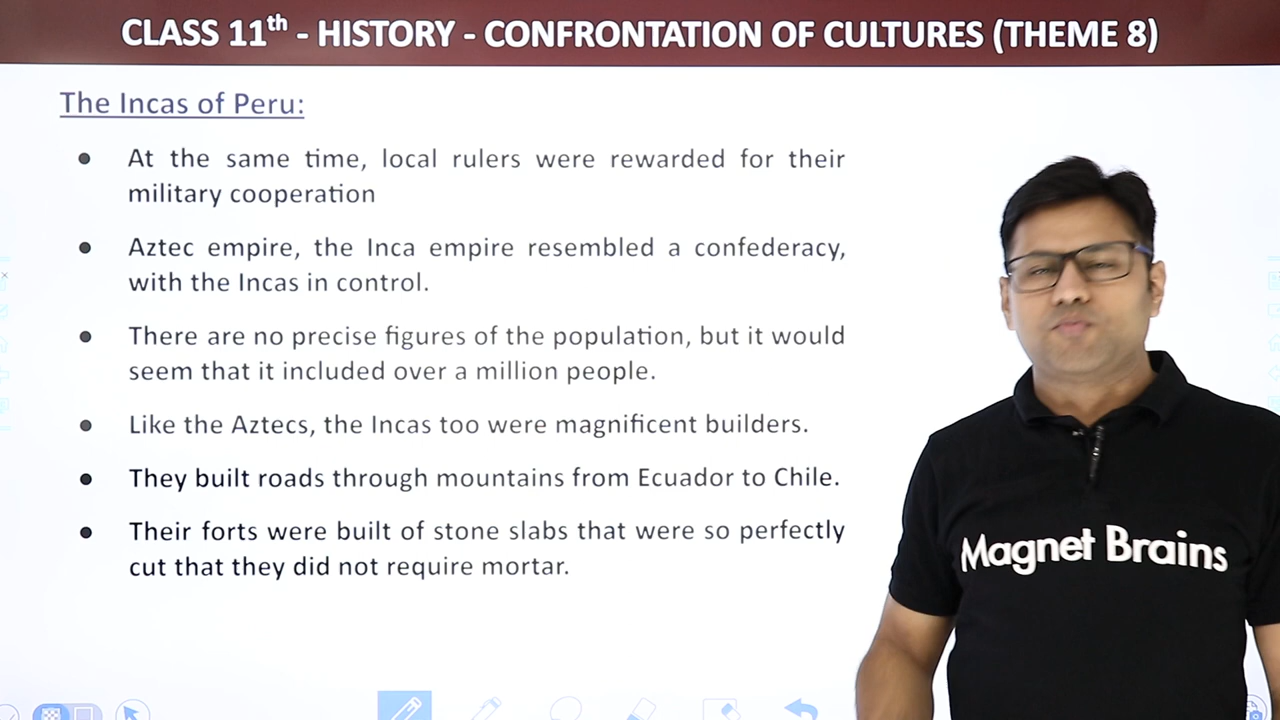 CLASS 11th - HISTORY - CONFRONTATION OF CULTURES (THEME 8)
The Incas of Peru:
● At the same time, local rulers were rewarded for their
military cooperation
● Aztec empire, the Inca empire resembled a confederacy,
with the Incas in control.
● There are no precise figures of the population, but it would
seem that it included over a million people.
● Like the Aztecs, the Incas too were magnificent builders.
● They built roads through mountains from Ecuador to Chile.
● Their forts were built of stone slabs that were so perfectly
cut that they did not require mortar.
Magnet Brains